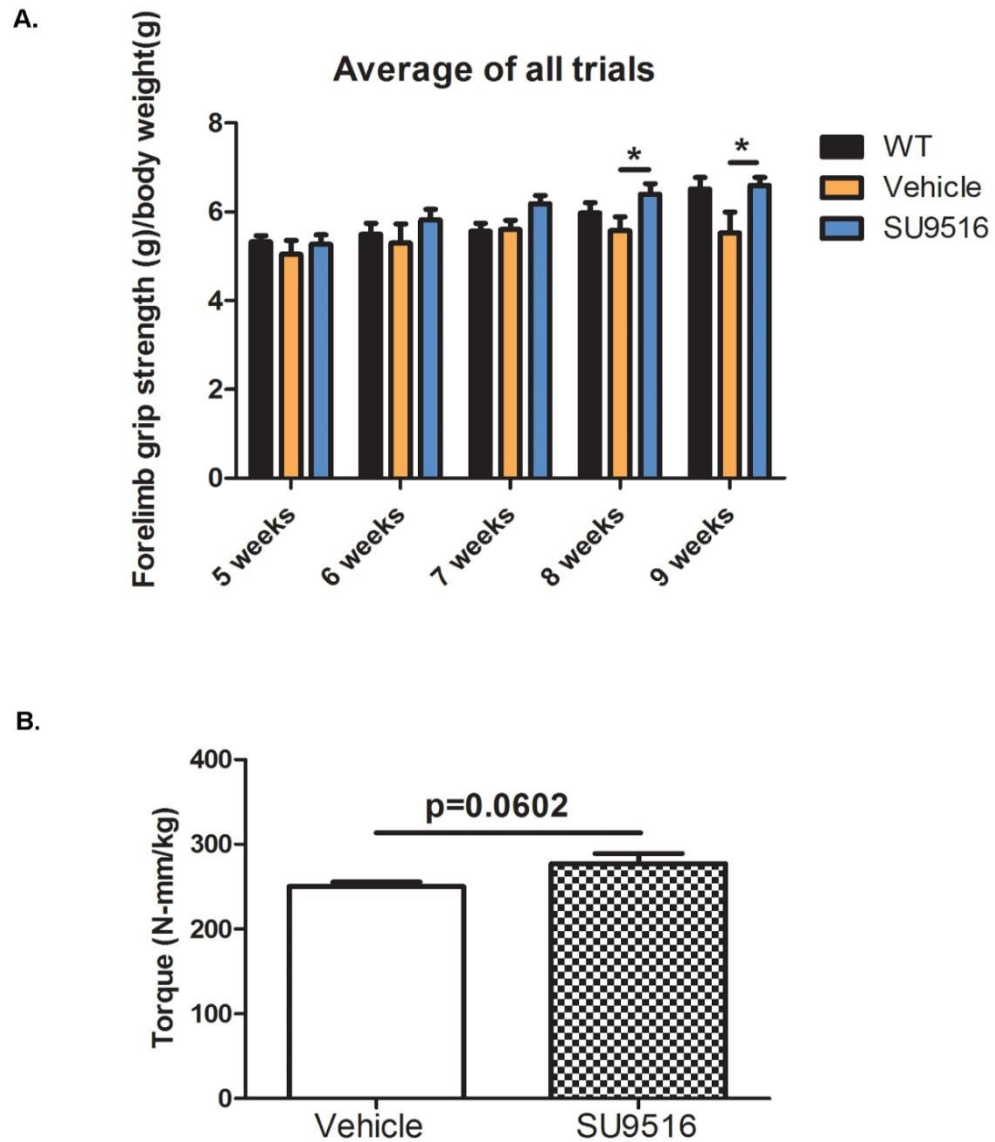 A.
Average of all trials
Forelimb grip strength (g)/body weight(g)
8
6
4
2
0
*
*
WT
Vehicle
SU9516
5 weeks
6 weeks
7 weeks
8 weeks
9 weeks
B.
Torque (N-mm/kg)
400
300
200
100
0
p=0.0602
Vehicle
SU9516